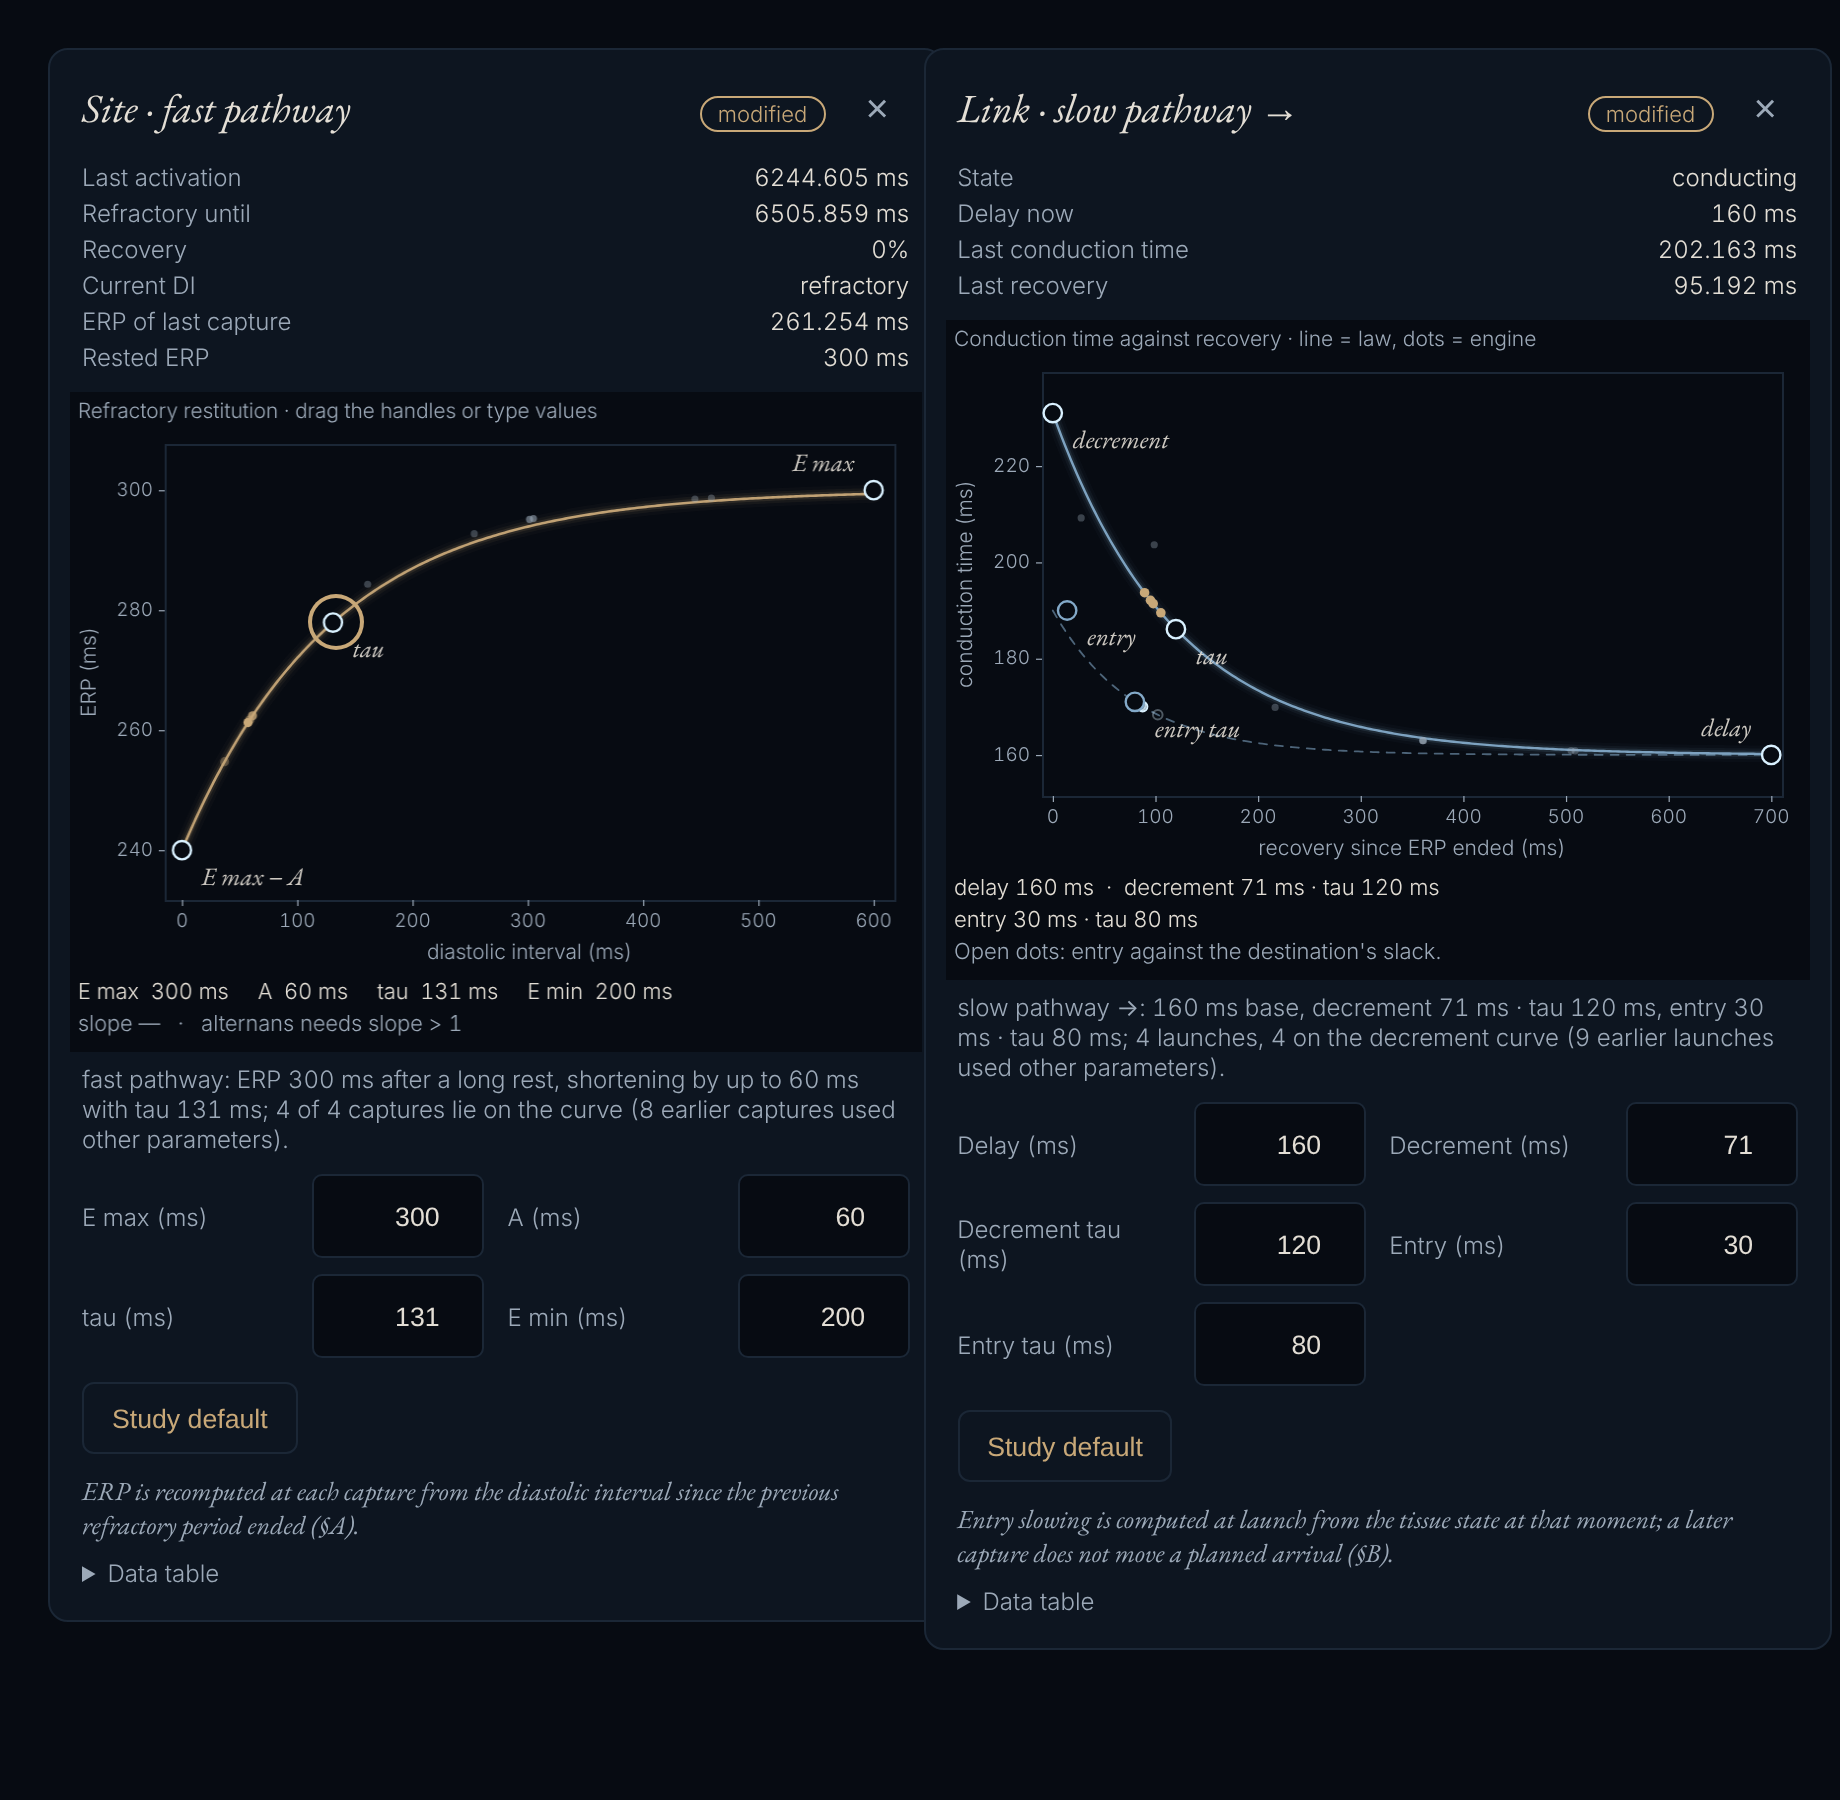 Site · fast pathway
modified ×
Last activation 6244.605 ms
Refractory until 6505.859 ms
Recovery 0%
Current DI refractory
ERP of last capture 261.254 ms
Rested ERP 300 ms
Refractory restitution · drag the handles or type values
E max
300
280
tau
ERP (ms)
260
240
E max – A
0 100 200 300 400 500 600
diastolic interval (ms)
E max 300 ms A 60 ms tau 131 ms E min 200 ms
slope — · alternans needs slope > 1
fast pathway: ERP 300 ms after a long rest, shortening by up to 60 ms
with tau 131 ms; 4 of 4 captures lie on the curve (8 earlier captures used
other parameters).
E max (ms) 300 A (ms) 60
tau (ms) 131 E min (ms) 200
Study default
ERP is recomputed at each capture from the diastolic interval since the previous
refractory period ended (§A).
▶ Data table
Link · slow pathway →
modified ×
State conducting
Delay now 160 ms
Last conduction time 202.163 ms
Last recovery 95.192 ms
Conduction time against recovery · line = law, dots = engine
decrement
220
conduction time (ms)
200
entry
180
tau
entry tau
delay
160
0 100 200 300 400 500 600 700
recovery since ERP ended (ms)
delay 160 ms · decrement 71 ms · tau 120 ms
entry 30 ms · tau 80 ms
Open dots: entry against the destination's slack.
slow pathway →: 160 ms base, decrement 71 ms · tau 120 ms, entry 30
ms · tau 80 ms; 4 launches, 4 on the decrement curve (9 earlier launches
used other parameters).
Delay (ms) 160 Decrement (ms) 71
Decrement tau
(ms) 120 Entry (ms) 30
Entry tau (ms) 80
Study default
Entry slowing is computed at launch from the tissue state at that moment; a later
capture does not move a planned arrival (§B).
▶ Data table